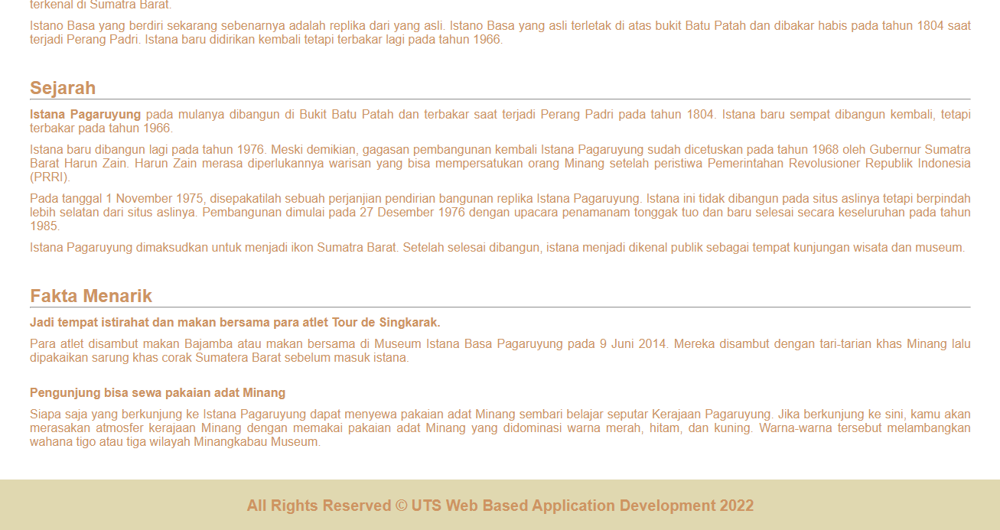 terkenal di Sumatra Barat.
Istano Basa yang berdiri sekarang sebenarnya adalah replika dari yang asli. Istano Basa yang asli terletak di atas bukit Batu Patah dan dibakar habis pada tahun 1804 saat
terjadi Perang Padri. Istana baru didirikan kembali tetapi terbakar lagi pada tahun 1966.
Sejarah
Istana Pagaruyung pada mulanya dibangun di Bukit Batu Patah dan terbakar saat terjadi Perang Padri pada tahun 1804. Istana baru sempat dibangun kembali, tetapi
terbakar pada tahun 1966.
Istana baru dibangun lagi pada tahun 1976. Meski demikian, gagasan pembangunan kembali Istana Pagaruyung sudah dicetuskan pada tahun 1968 oleh Gubernur Sumatra
Barat Harun Zain. Harun Zain merasa diperlukannya warisan yang bisa mempersatukan orang Minang setelah peristiwa Pemerintahan Revolusioner Republik Indonesia
(PRRI).
Pada tanggal 1 November 1975, disepakatilah sebuah perjanjian pendirian bangunan replika Istana Pagaruyung. Istana ini tidak dibangun pada situs aslinya tetapi berpindah
lebih selatan dari situs aslinya. Pembangunan dimulai pada 27 Desember 1976 dengan upacara penamanam tonggak tuo dan baru selesai secara keseluruhan pada tahun
1985.
Istana Pagaruyung dimaksudkan untuk menjadi ikon Sumatra Barat. Setelah selesai dibangun, istana menjadi dikenal publik sebagai tempat kunjungan wisata dan museum.
Fakta Menarik
Jadi tempat istirahat dan makan bersama para atlet Tour de Singkarak.
Para atlet disambut makan Bajamba atau makan bersama di Museum Istana Basa Pagaruyung pada 9 Juni 2014. Mereka disambut dengan tari-tarian khas Minang lalu
dipakaikan sarung khas corak Sumatera Barat sebelum masuk istana.
Pengunjung bisa sewa pakaian adat Minang
Siapa saja yang berkunjung ke Istana Pagaruyung dapat menyewa pakaian adat Minang sembari belajar seputar Kerajaan Pagaruyung. Jika berkunjung ke sini, kamu akan
merasakan atmosfer kerajaan Minang dengan memakai pakaian adat Minang yang didominasi warna merah, hitam, dan kuning. Warna-warna tersebut melambangkan
wahana tigo atau tiga wilayah Minangkabau Museum.
All Rights Reserved © UTS Web Based Application Development 2022